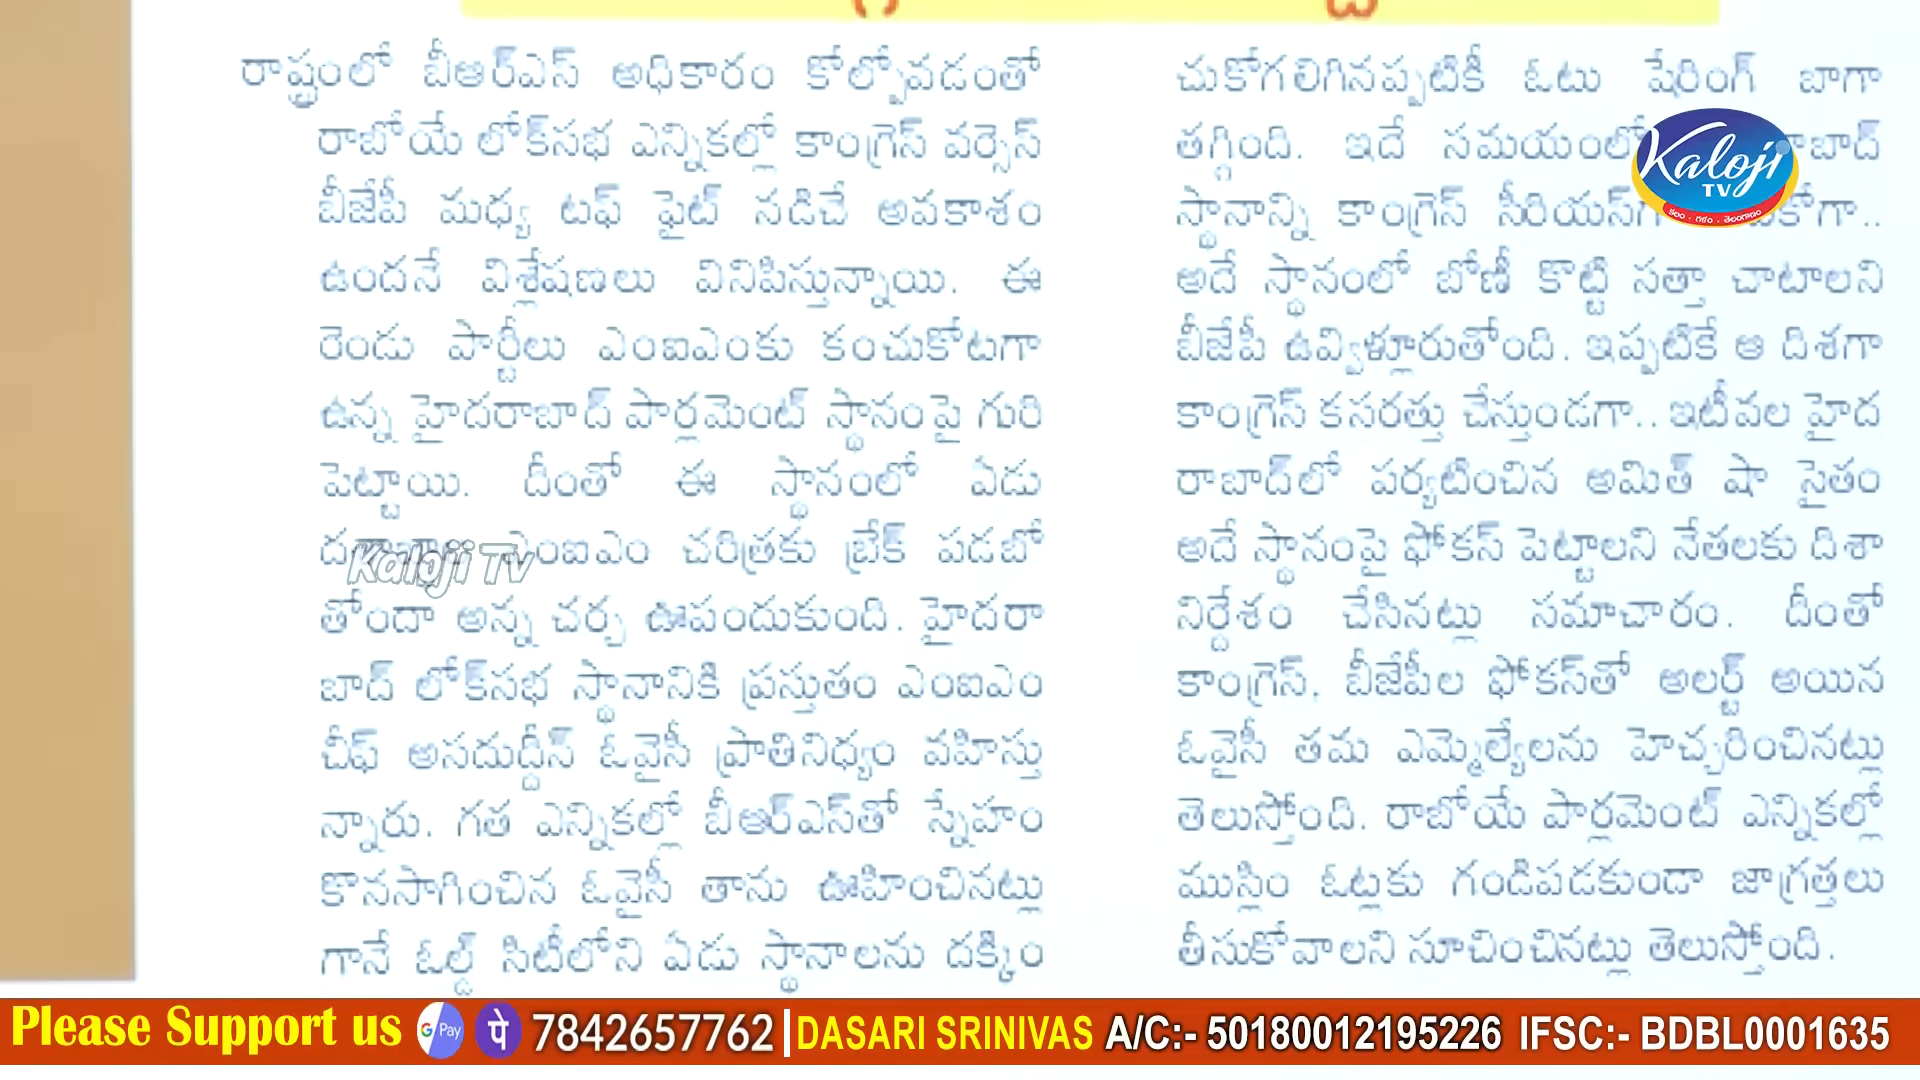 రాష్ట్రంలో బీఆర్ఎస్ అధికారం కోల్పోవడంతో
రాబోయే లోక్‌సభ ఎన్నికల్లో కాంగ్రెస్ వర్సెస్
బీజేపీ మధ్య టఫ్ ఫైట్ నడిచే అవకాశం
ఉందనే విశ్లేషణలు వినిపిస్తున్నాయి. ఈ
రెండు పార్టీలు ఎంఐఎంకు కంచుకోటగా
ఉన్న హైదరాబాద్ పార్లమెంట్ స్థానంపై గురి
పెట్టాయి. దీంతో ఈ స్థానంలో ఏడు
ఎంఐఎం చరిత్రకు బ్రేక్ పడబో
తోందా అన్న చర్చ ఊపందుకుంది. హైదరా
బాద్ లోక్‌సభ స్థానానికి ప్రస్తుతం ఎంఐఎం
చీఫ్ అసదుద్దీన్ ఓవైసీ ప్రాతినిధ్యం వహిస్తు
న్నారు. గత ఎన్నికల్లో బీఆర్ఎస్‌తో స్నేహం
కొనసాగించిన ఓవైసీ తాను ఊహించినట్లు
గానే ఓల్డ్ సిటీలోని ఏడు స్థానాలను దక్కిం
చుకోగలిగినప్పటికీ ఓటు షేరింగ్ బాగా
తగ్గింది. ఇదే సమయంలో
స్థానాన్ని కాంగ్రెస్
అదే స్థానంలో బోణీ కొట్టి సత్తా చాటాలని
బీజేపీ ఉవ్విళ్లూరుతోంది. ఇప్పటికే ఆ దిశగా
కాంగ్రెస్ కసరత్తు చేస్తుండగా.. ఇటీవల హైద
రాబాద్‌లో పర్యటించిన అమిత్ షా సైతం
అదే స్థానంపై ఫోకస్ పెట్టాలని నేతలకు దిశా
నిర్దేశం చేసినట్లు సమాచారం. దీంతో
కాంగ్రెస్, బీజేపీల ఫోకస్‌తో అలర్ట్ అయిన
ఓవైసీ తమ ఎమ్మెల్యేలను హెచ్చరించినట్లు
తెలుస్తోంది. రాబోయే పార్లమెంట్ ఎన్నికల్లో
ముస్లిం ఓట్లకు గండిపడకుండా జాగ్రత్తలు
తీసుకోవాలని సూచించినట్లు తెలుస్తోంది.
Kaloji
TV
Kaloji Tv
Please Support us G Pay पे 7842657762 | DASARI SRINIVAS A/C:- 50180012195226 IFSC:- BDBL0001635